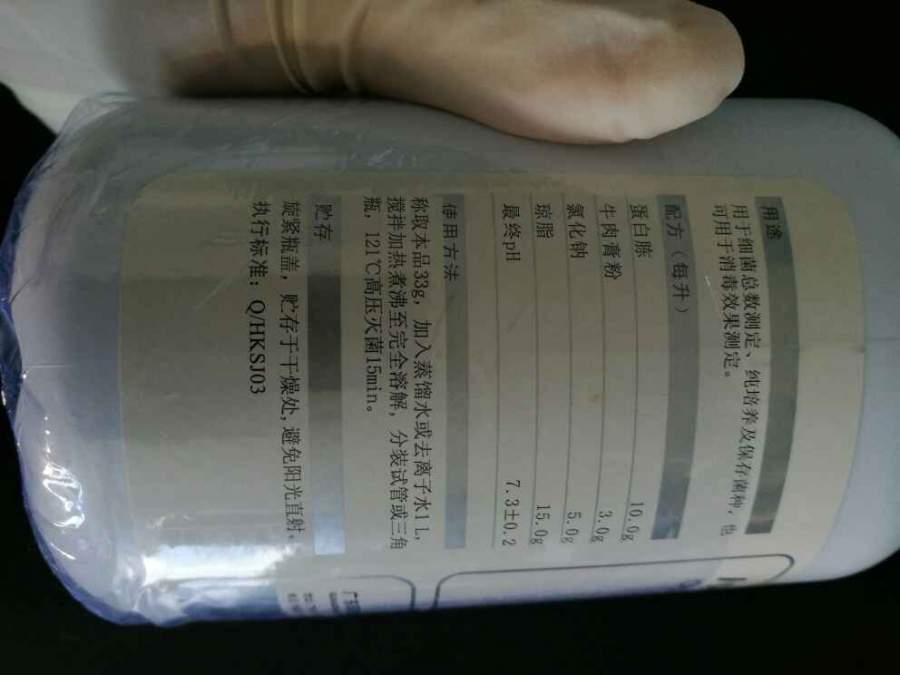 用途
用于细菌总数测定、纯培养及保存菌种，也
可用于消毒效果测定。
配方（每升）
蛋白胨 10.0g
牛肉膏粉 3.0g
氯化钠 5.0g
琼脂 15.0g
最终pH 7.3±0.2
使用方法
称取本品33g，加入蒸馏水或去离子水1L，
搅拌加热煮沸至完全溶解，分装试管或三角
瓶，121℃高压灭菌15min。
贮存
旋紧瓶盖，贮存于干燥处，避免阳光直射。
执行标准：Q/HKSJ03